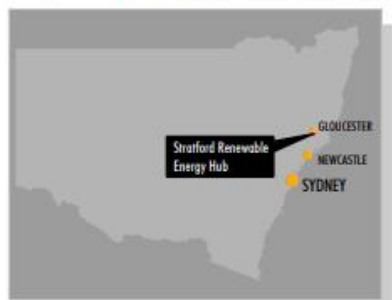 GLOUCESTER
Stratford Renewable
Energy Hub
NEWCASTLE
SYDNEY